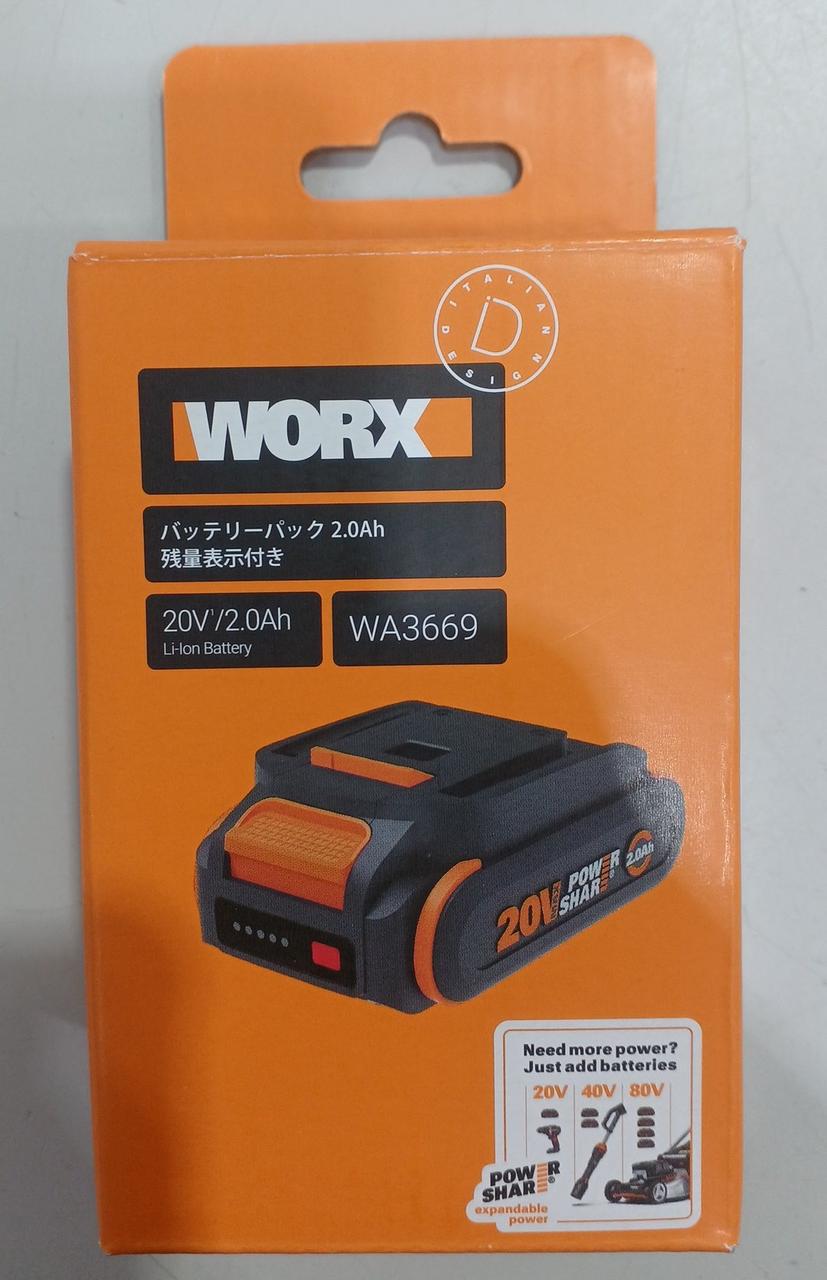 ITALIAN
DESIGN
D
WORX
バッテリーパック 2.0Ah
残量表示付き
20V¹/2.0Ah
Li-Ion Battery
WA3669
20V
MAX
POWER
SHARE®
2.0Ah
Need more power?
Just add batteries
20V 40V 80V
POWER
SHARE®
expandable
power